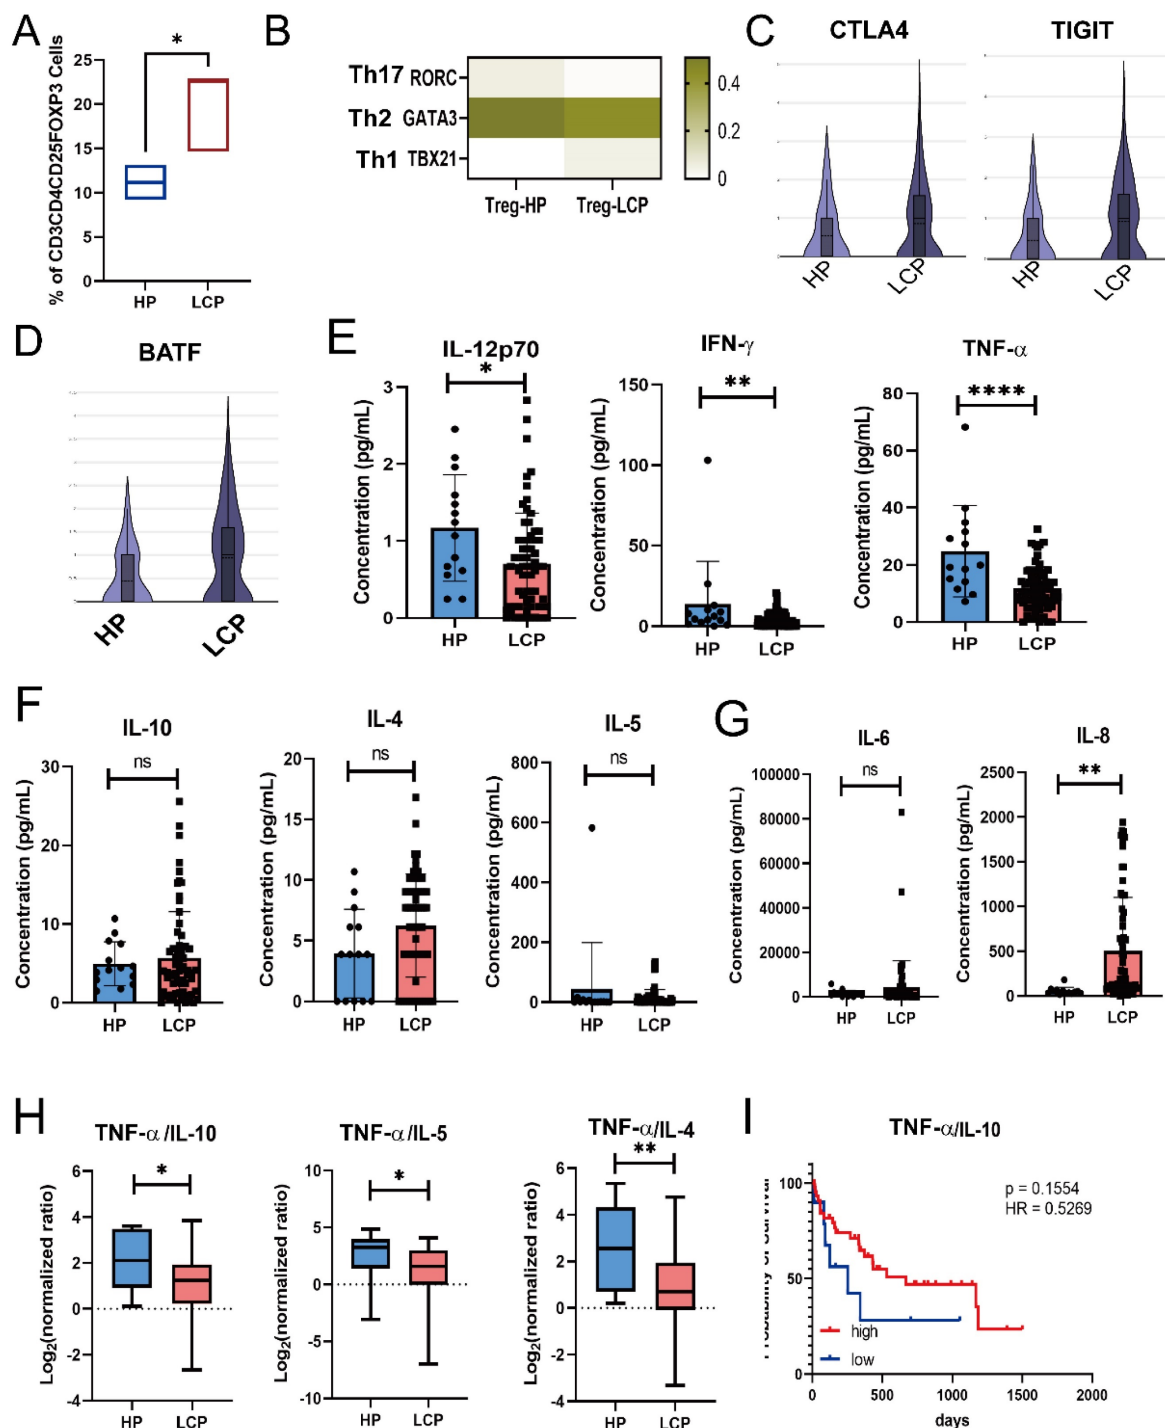 A
*
% of CD3CD4CD25FOXP3 Cells
25
20
15
10
5
0
HP LCP
B
Th17 RORC
Th2 GATA3
Th1 TBX21
Treg-HP Treg-LCP
0.4
0.2
0
C
CTLA4
HP LCP
TIGIT
HP LCP
D
BATF
HP LCP
E
IL-12p70
*
Concentration (pg/mL)
3
2
1
0
HP LCP
IFN-γ
**
Concentration (pg/mL)
150
100
50
0
HP LCP
TNF-α
****
Concentration (pg/mL)
80
60
40
20
0
HP LCP
F
IL-10
ns
Concentration (pg/mL)
30
20
10
0
HP LCP
IL-4
ns
Concentration (pg/mL)
20
15
10
5
0
HP LCP
IL-5
ns
Concentration (pg/mL)
800
600
400
200
0
HP LCP
G
IL-6
ns
Concentration (pg/mL)
100000
80000
60000
40000
20000
0
HP LCP
IL-8
**
Concentration (pg/mL)
2500
2000
1500
1000
500
0
HP LCP
H
TNF-α/IL-10
*
Log2(normalized ratio)
6
4
2
0
-2
-4
HP LCP
TNF-α/IL-5
*
Log2(normalized ratio)
10
5
0
-5
-10
HP LCP
TNF-α/IL-4
**
Log2(normalized ratio)
6
4
2
0
-2
-4
HP LCP
I
TNF-α/IL-10
p = 0.1554
HR = 0.5269
Probability of Survival
100
50
0
high
low
0 500 1000 1500 2000
days